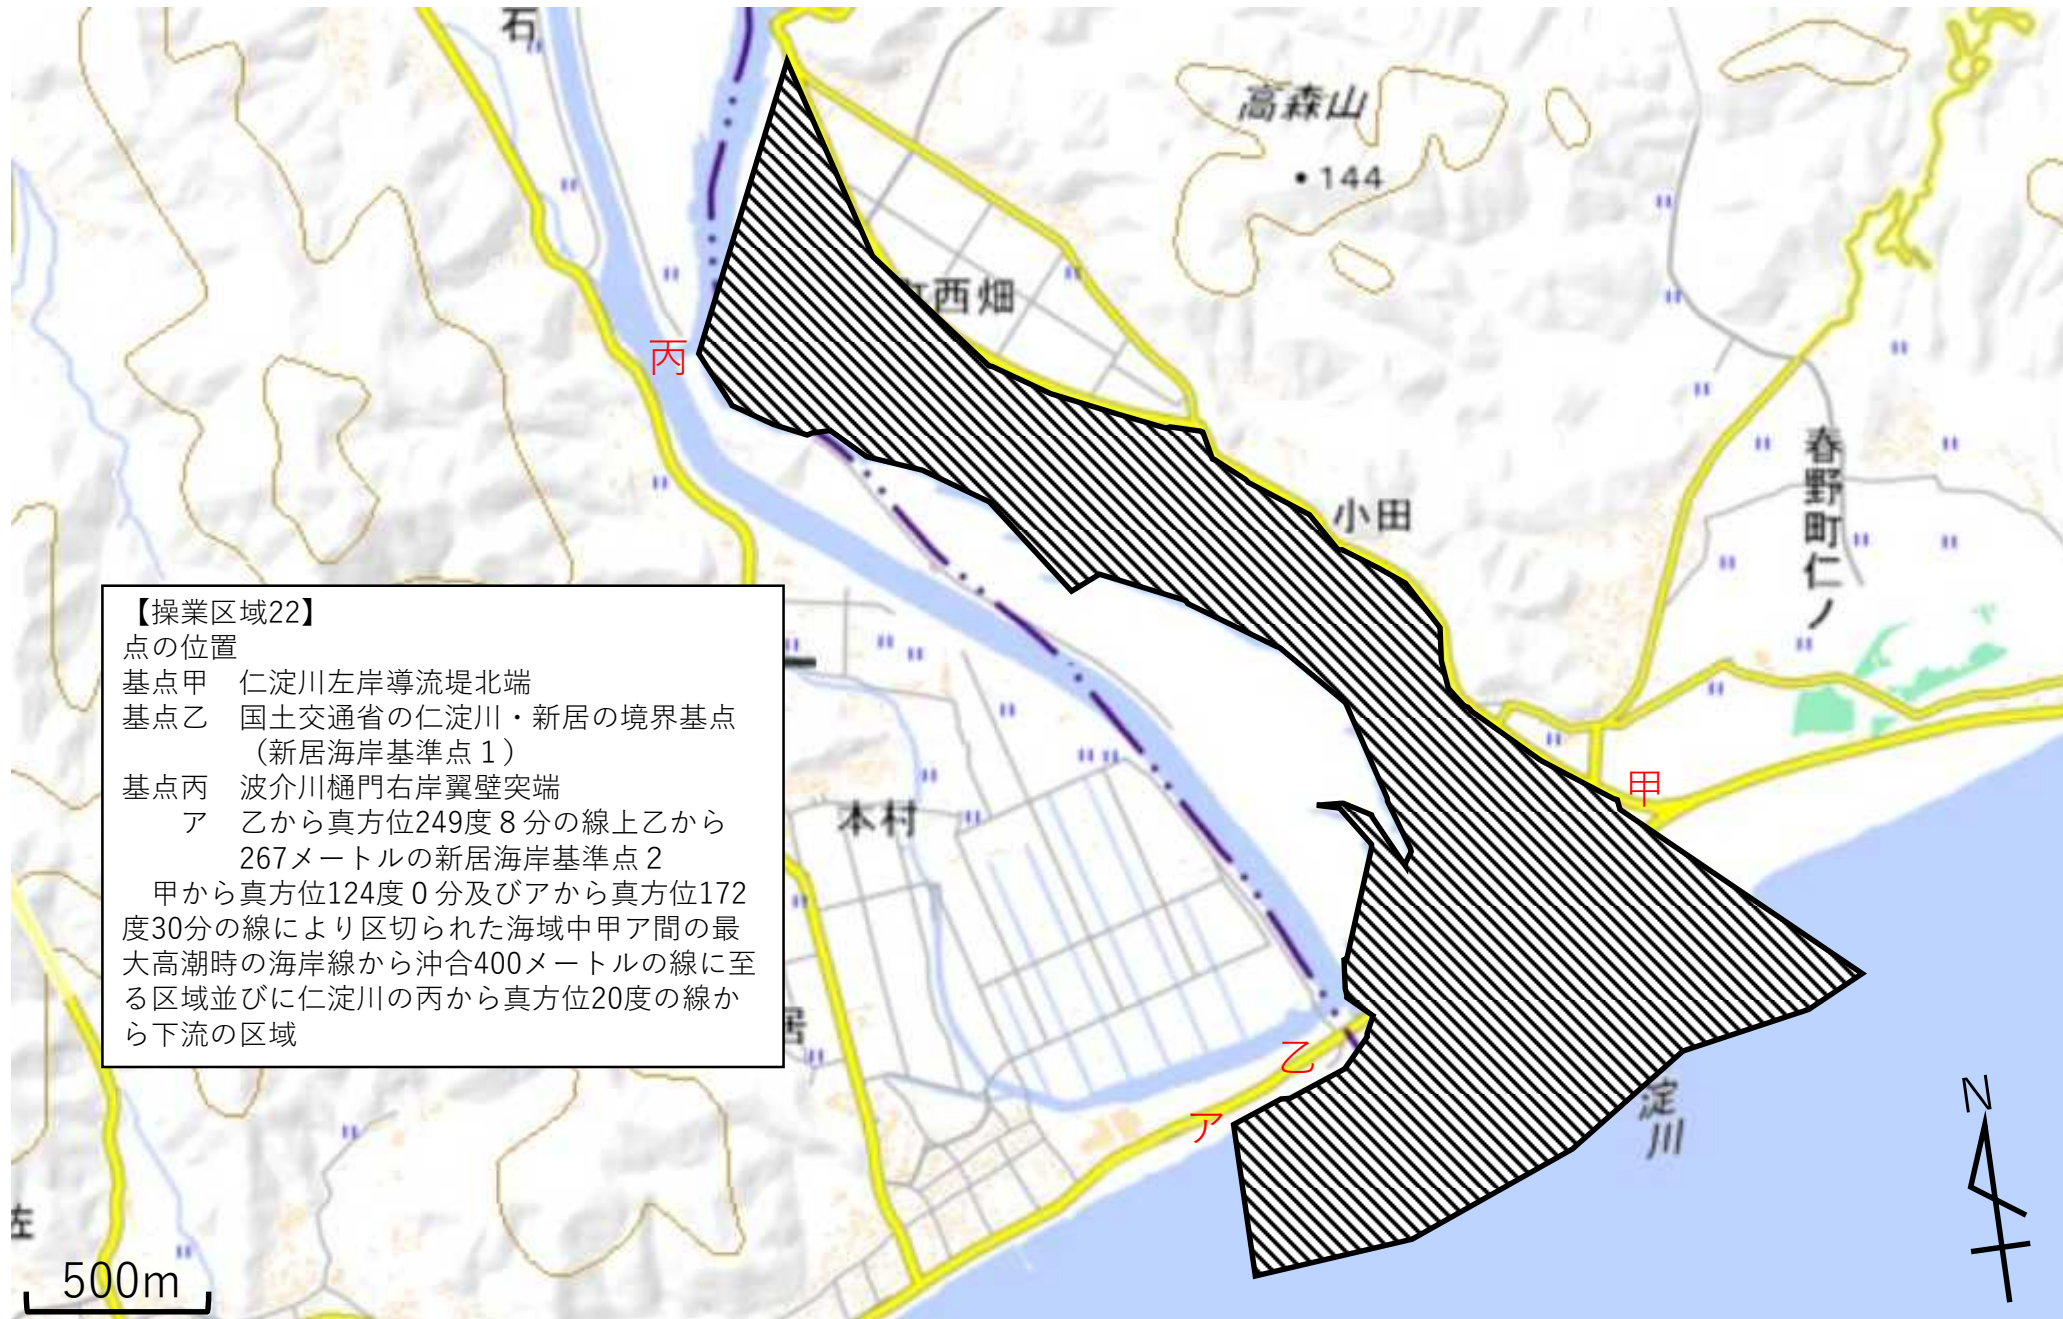 石
高森山
144
西畑
丙
小田
春野町仁ノ
【操業区域22】
点の位置
基点甲　仁淀川左岸導流堤北端
基点乙　国土交通省の仁淀川・新居の境界基点
（新居海岸基準点１）
基点丙　波介川樋門右岸翼壁突端
ア　乙から真方位249度８分の線上乙から
267メートルの新居海岸基準点２
甲から真方位124度０分及びアから真方位172
度30分の線により区切られた海域中甲ア間の最
大高潮時の海岸線から沖合400メートルの線に至
る区域並びに仁淀川の丙から真方位20度の線か
ら下流の区域
甲
本村
居
乙
ア
淀川
N
佐
500m